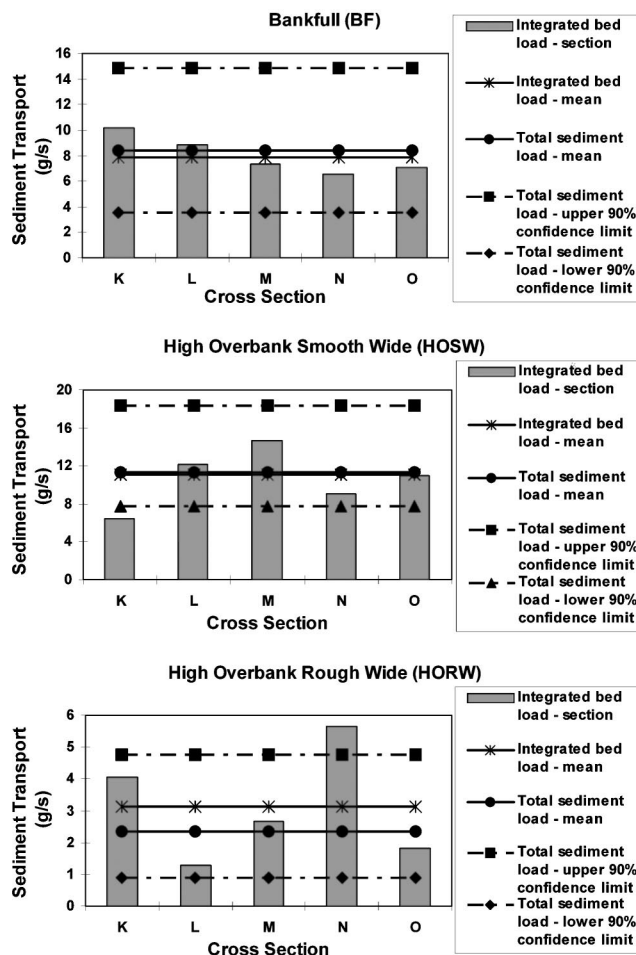 Bankfull (BF)
Sediment Transport
(g/s)
16
14
12
10
8
6
4
2
0
K L M N O
Cross Section
Integrated bed
load - section
Integrated bed
load - mean
Total sediment
load - mean
Total sediment
load - upper 90%
confidence limit
Total sediment
load - lower 90%
confidence limit
High Overbank Smooth Wide (HOSW)
Sediment Transport
g/s)
20
16
12
8
4
0
K L M N O
Cross Section
Integrated bed
load - section
Integrated bed
load - mean
Total sediment
load - mean
Total sediment
load - upper 90%
confidence limit
Total sediment
load - lower 90%
confidence limit
High Overbank Rough Wide (HORW)
Sediment Transport
(g/s)
6
5
4
3
2
1
0
K L M N O
Cross Section
Integrated bed
load - section
Integrated bed
load - mean
Total sediment
load - mean
Total sediment
load - upper 90%
confidence limit
Total sediment
load - lower 90%
confidence limit